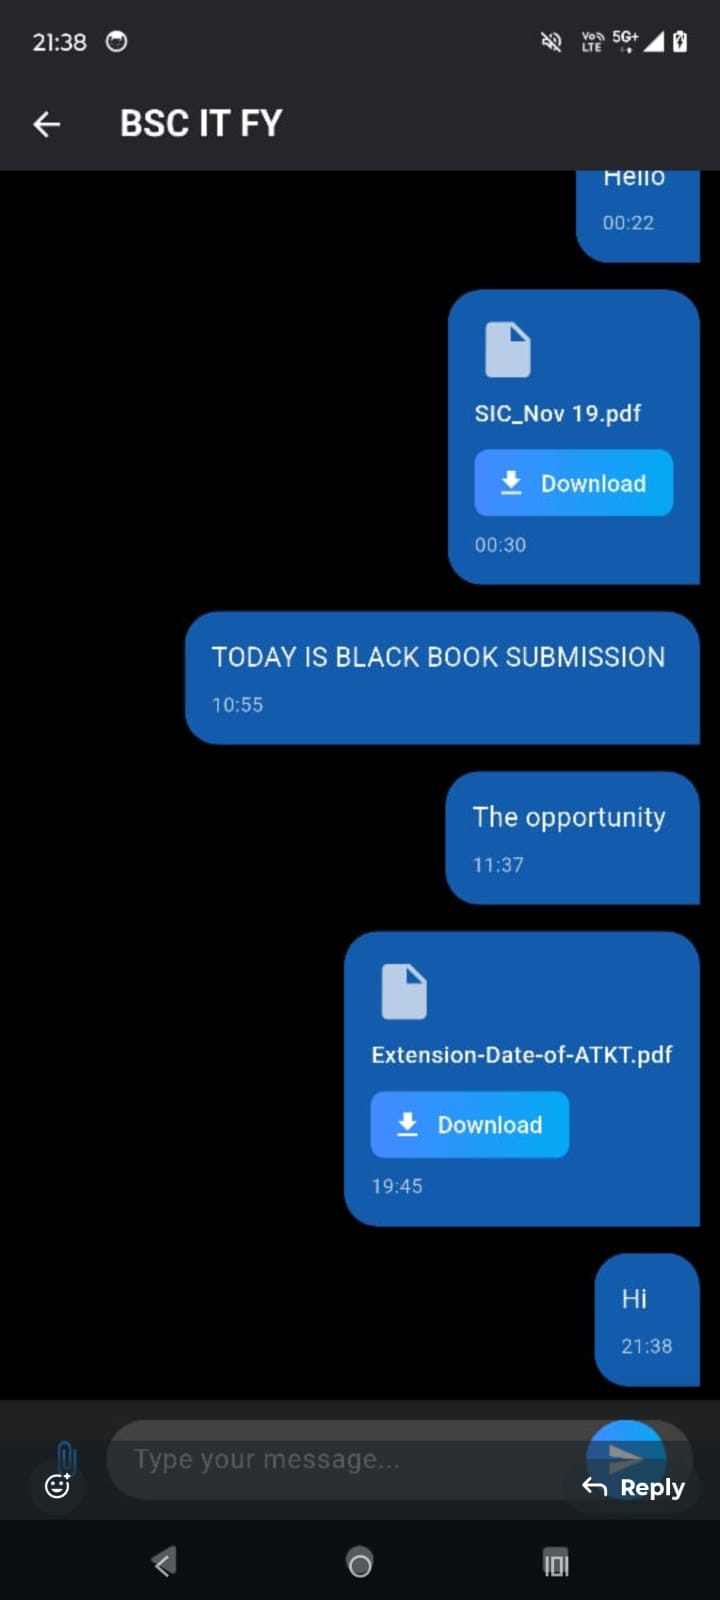 21:38
Vo)) LTE 5G+
BSC IT FY
Hello
00:22
SIC_Nov 19.pdf
Download
00:30
TODAY IS BLACK BOOK SUBMISSION
10:55
The opportunity
11:37
Extension-Date-of-ATKT.pdf
Download
19:45
Hi
21:38
Type your message...
Reply